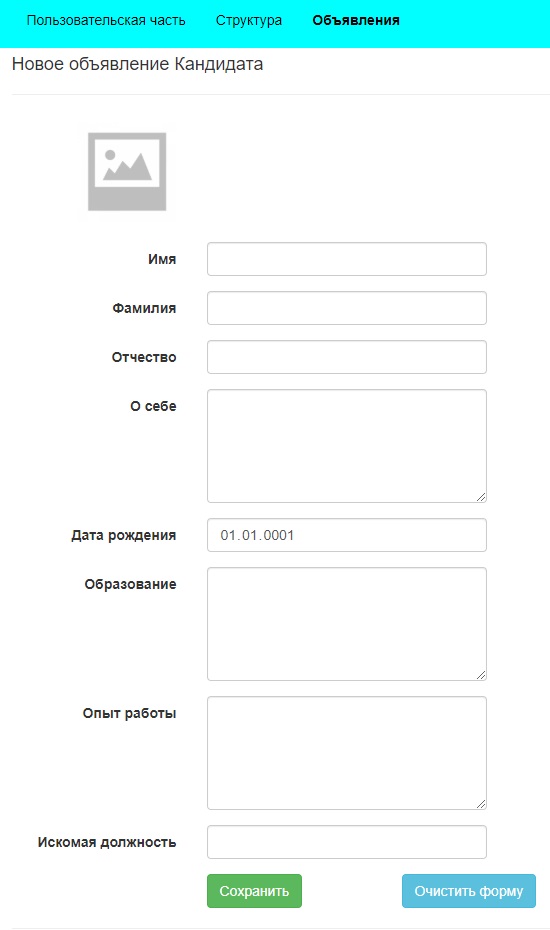 Пользовательская часть Структура Объявления
Новое объявление Кандидата
Имя
Фамилия
Отчество
О себе
Дата рождения 01.01.0001
Образование
Опыт работы
Искомая должность
Сохранить Очистить форму